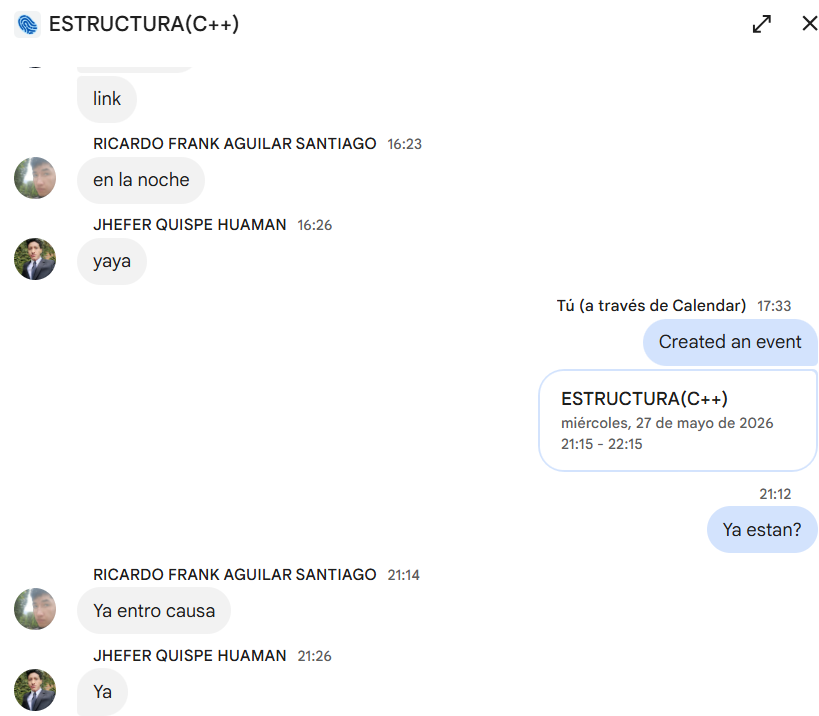 ESTRUCTURA(C++)
link
RICARDO FRANK AGUILAR SANTIAGO 16:23
en la noche
JHEFER QUISPE HUAMAN 16:26
yaya
Tú (a través de Calendar) 17:33
Created an event
ESTRUCTURA(C++)
miércoles, 27 de mayo de 2026
21:15 - 22:15
21:12
Ya estan?
RICARDO FRANK AGUILAR SANTIAGO 21:14
Ya entro causa
JHEFER QUISPE HUAMAN 21:26
Ya